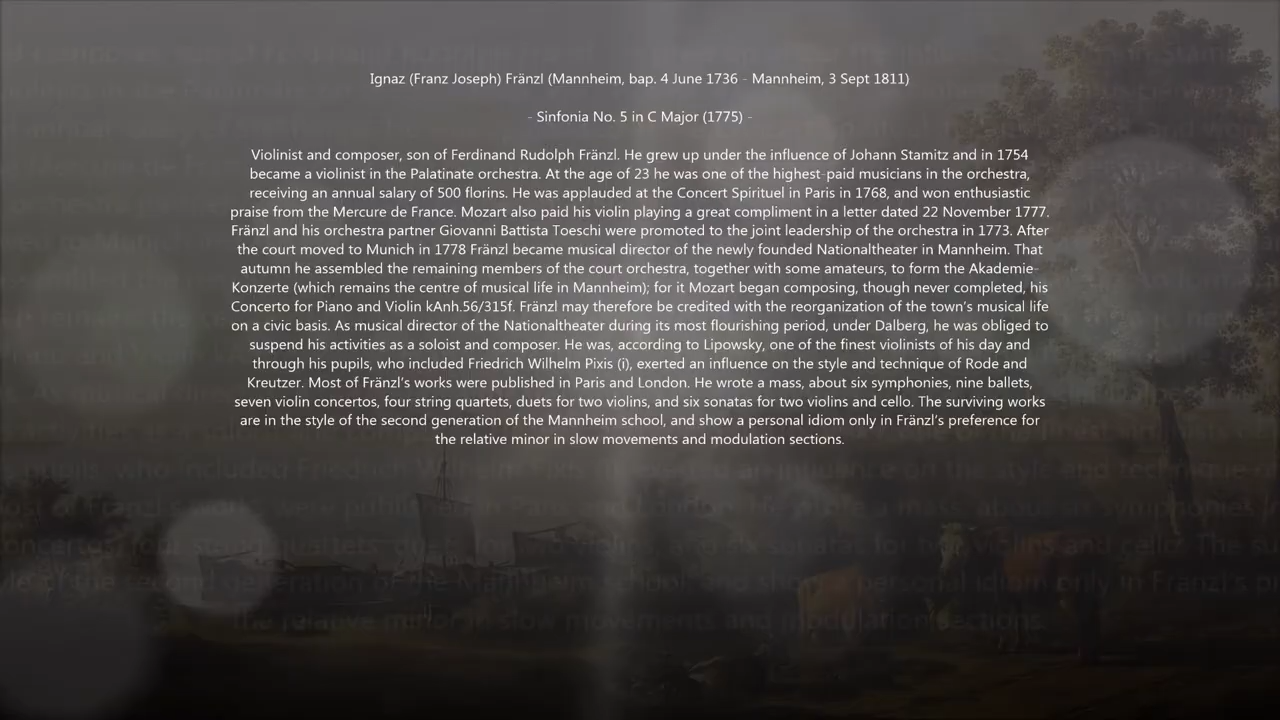 Ignaz (Franz Joseph) Fränzl (Mannheim, bap. 4 June 1736 - Mannheim, 3 Sept 1811)
- Sinfonia No. 5 in C Major (1775) -
Violinist and composer, son of Ferdinand Rudolph Fränzl. He grew up under the influence of Johann Stamitz and in 1754
became a violinist in the Palatinate orchestra. At the age of 23 he was one of the highest-paid musicians in the orchestra,
receiving an annual salary of 500 florins. He was applauded at the Concert Spirituel in Paris in 1768, and won enthusiastic
praise from the Mercure de France. Mozart also paid his violin playing a great compliment in a letter dated 22 November 1777.
Fränzl and his orchestra partner Giovanni Battista Toeschi were promoted to the joint leadership of the orchestra in 1773. After
the court moved to Munich in 1778 Fränzl became musical director of the newly founded Nationaltheater in Mannheim. That
autumn he assembled the remaining members of the court orchestra, together with some amateurs, to form the Akademie-
Konzerte (which remains the centre of musical life in Mannheim); for it Mozart began composing, though never completed, his
Concerto for Piano and Violin kAnh.56/315f. Fränzl may therefore be credited with the reorganization of the town's musical life
on a civic basis. As musical director of the Nationaltheater during its most flourishing period, under Dalberg, he was obliged to
suspend his activities as a soloist and composer. He was, according to Lipowsky, one of the finest violinists of his day and
through his pupils, who included Friedrich Wilhelm Pixis (i), exerted an influence on the style and technique of Rode and
Kreutzer. Most of Fränzl's works were published in Paris and London. He wrote a mass, about six symphonies, nine ballets,
seven violin concertos, four string quartets, duets for two violins, and six sonatas for two violins and cello. The surviving works
are in the style of the second generation of the Mannheim school, and show a personal idiom only in Fränzl's preference for
the relative minor in slow movements and modulation sections.